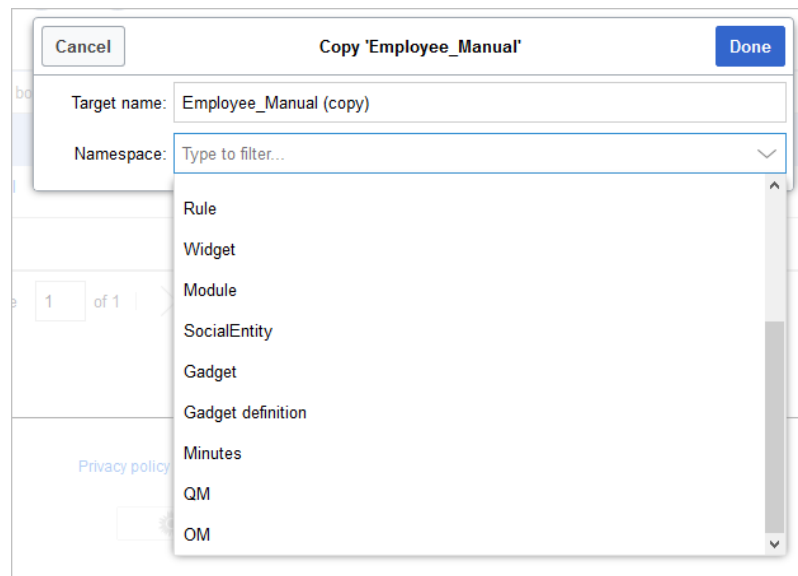 Cancel
Copy 'Employee_Manual'
Done
bo
Target name:
Employee_Manual (copy)
Namespace:
Type to filter...
Rule
Widget
Module
1 of 1
SocialEntity
Gadget
Gadget definition
Minutes
Privacy policy
QM
OM